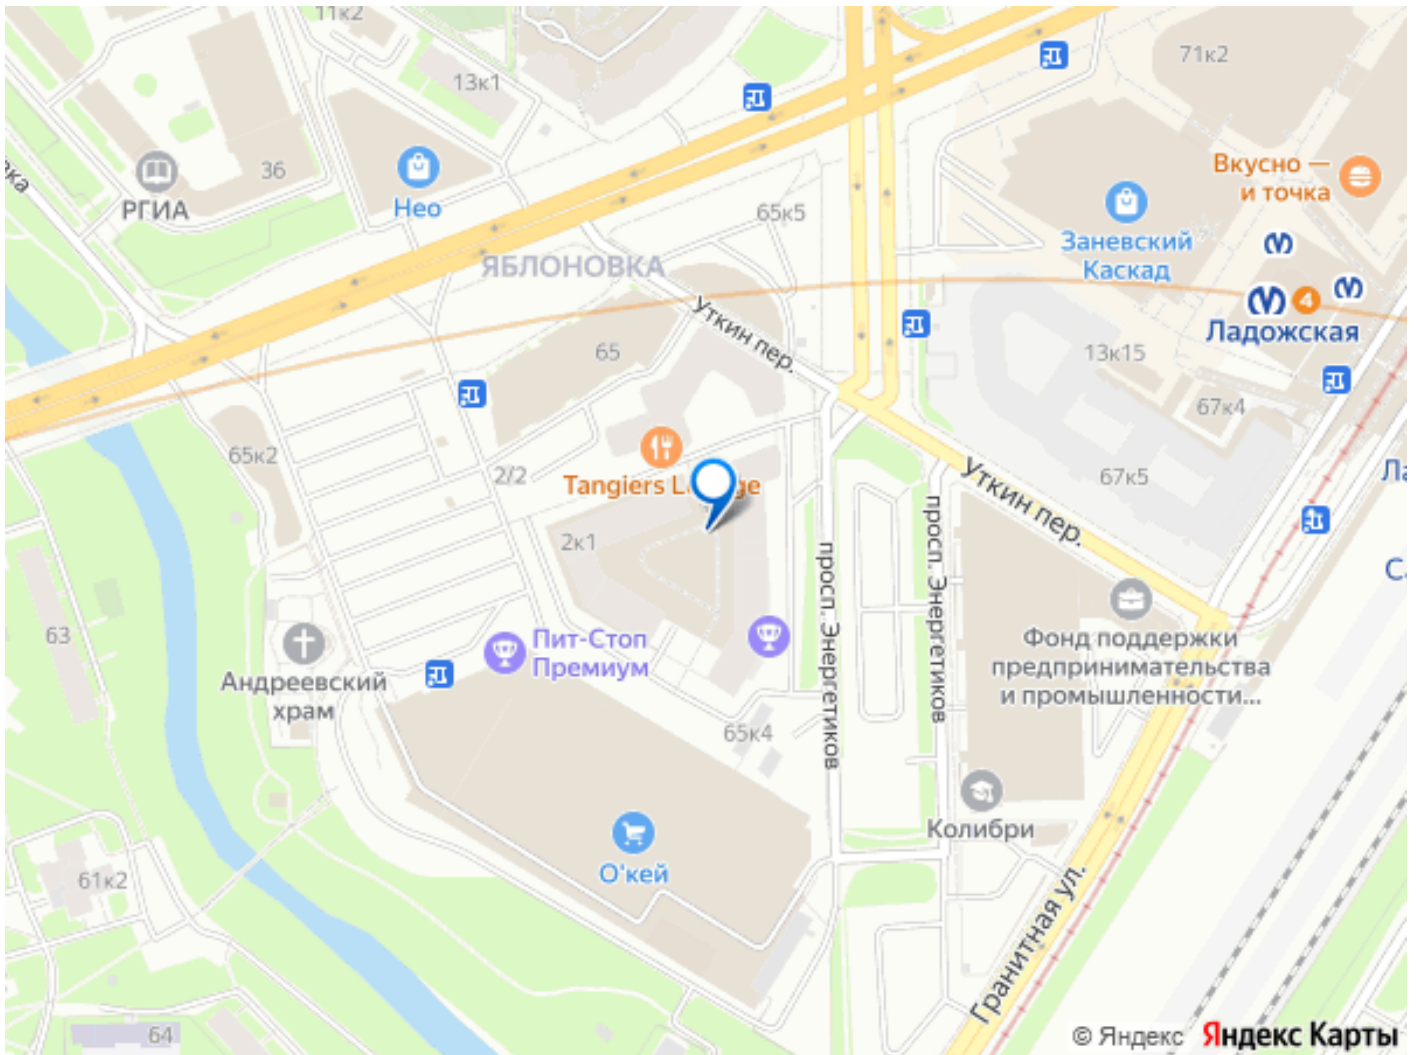 11к2
71к2
13к1
Вкусно —
и точка
36
РГИА
Нео
65к5
Заневский
Каскад
ЯБЛОНОВКА
4
Ладожская
Уткин пер.
65
13к15
67к4
65к2
2/2
Tangiers L
ge
67к5
Уткин пер.
2к1
просп. Энергетиков
просп. Энергетиков
63
Пит-Стоп
Премиум
Андреевский
храм
Фонд поддержки
предпринимательства
и промышленности...
65к4
Колибри
О'кей
61к2
Гранитная ул.
64
© Яндекс Яндекс Карты